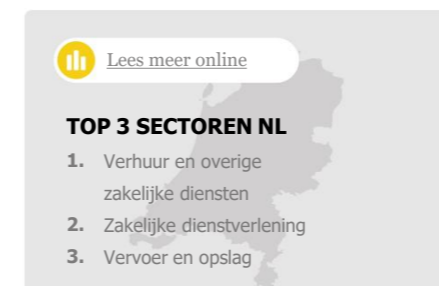 Lees meer online
TOP 3 SECTOREN NL
1. Verhuur en overige
zakelijke diensten
2. Zakelijke dienstverlening
3. Vervoer en opslag